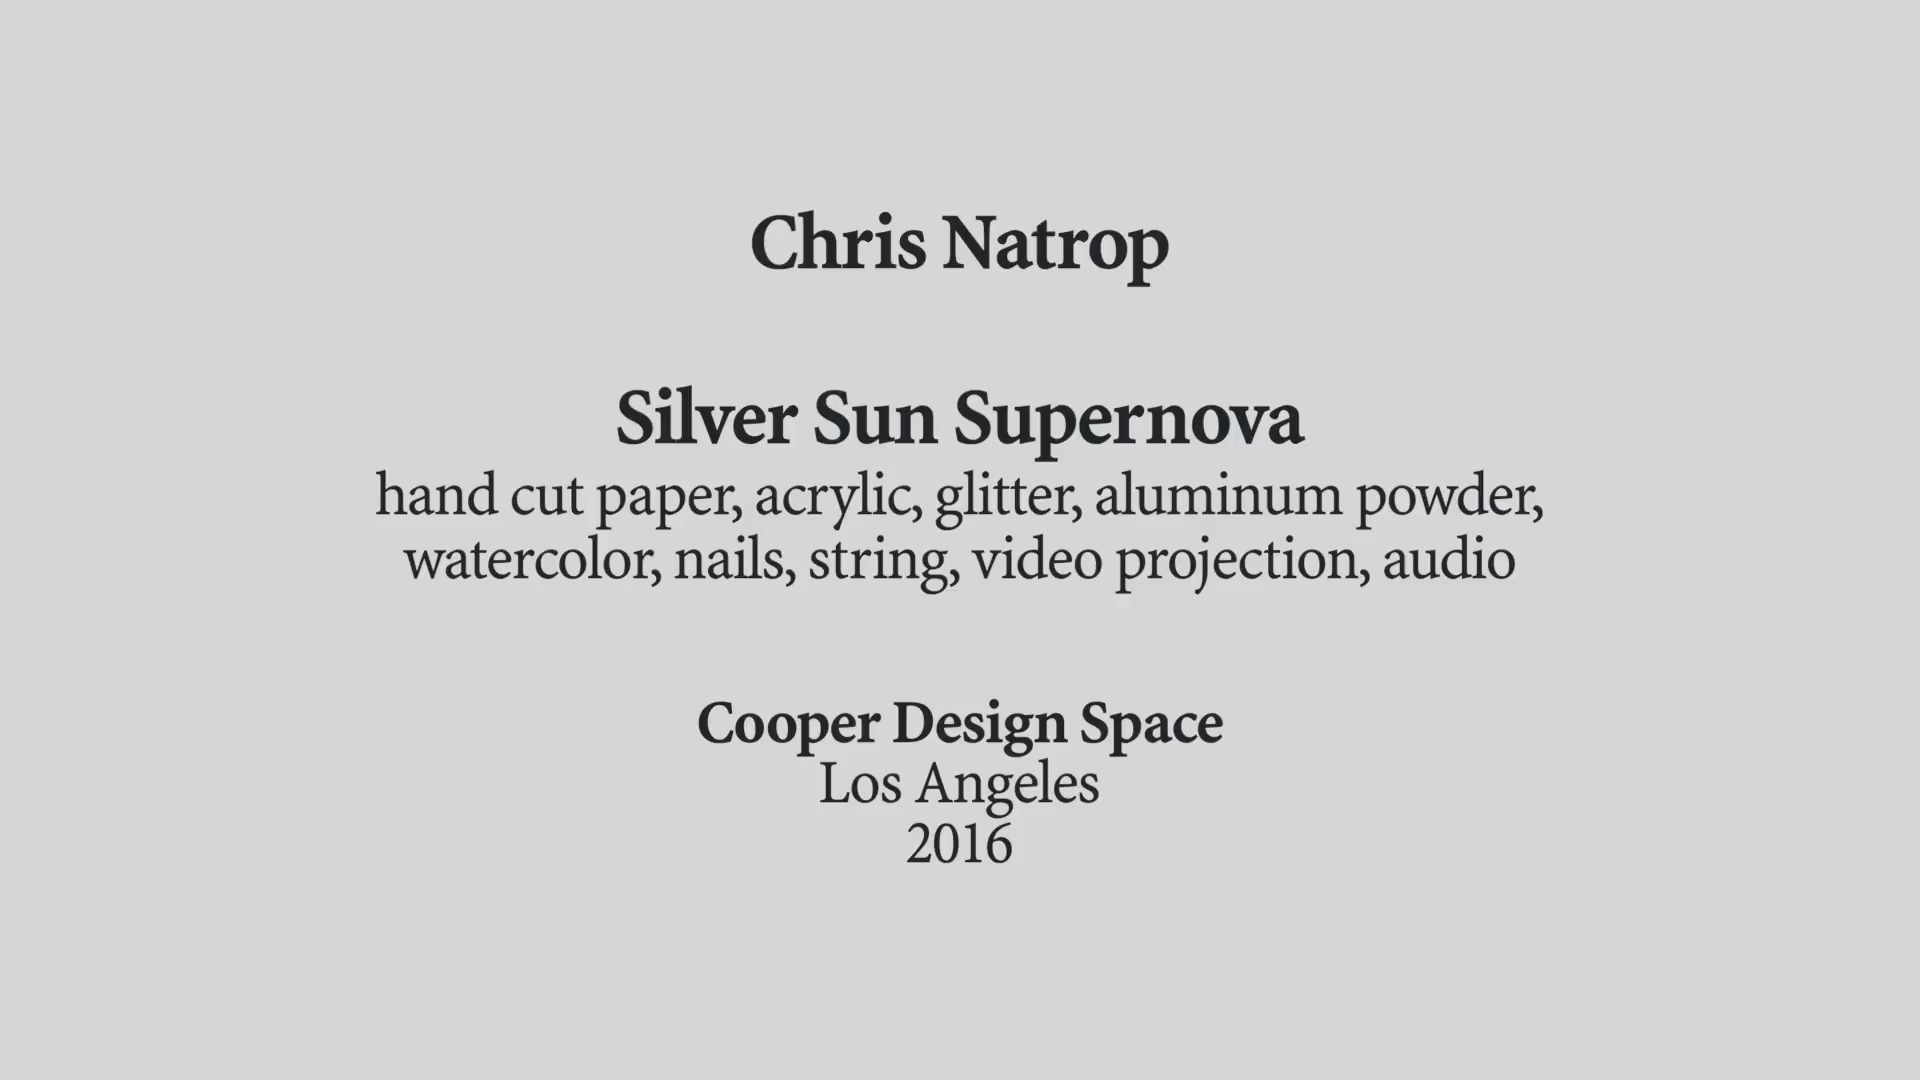 Chris Natrop
Silver Sun Supernova
hand cut paper, acrylic, glitter, aluminum powder,
watercolor, nails, string, video projection, audio
Cooper Design Space
Los Angeles
2016